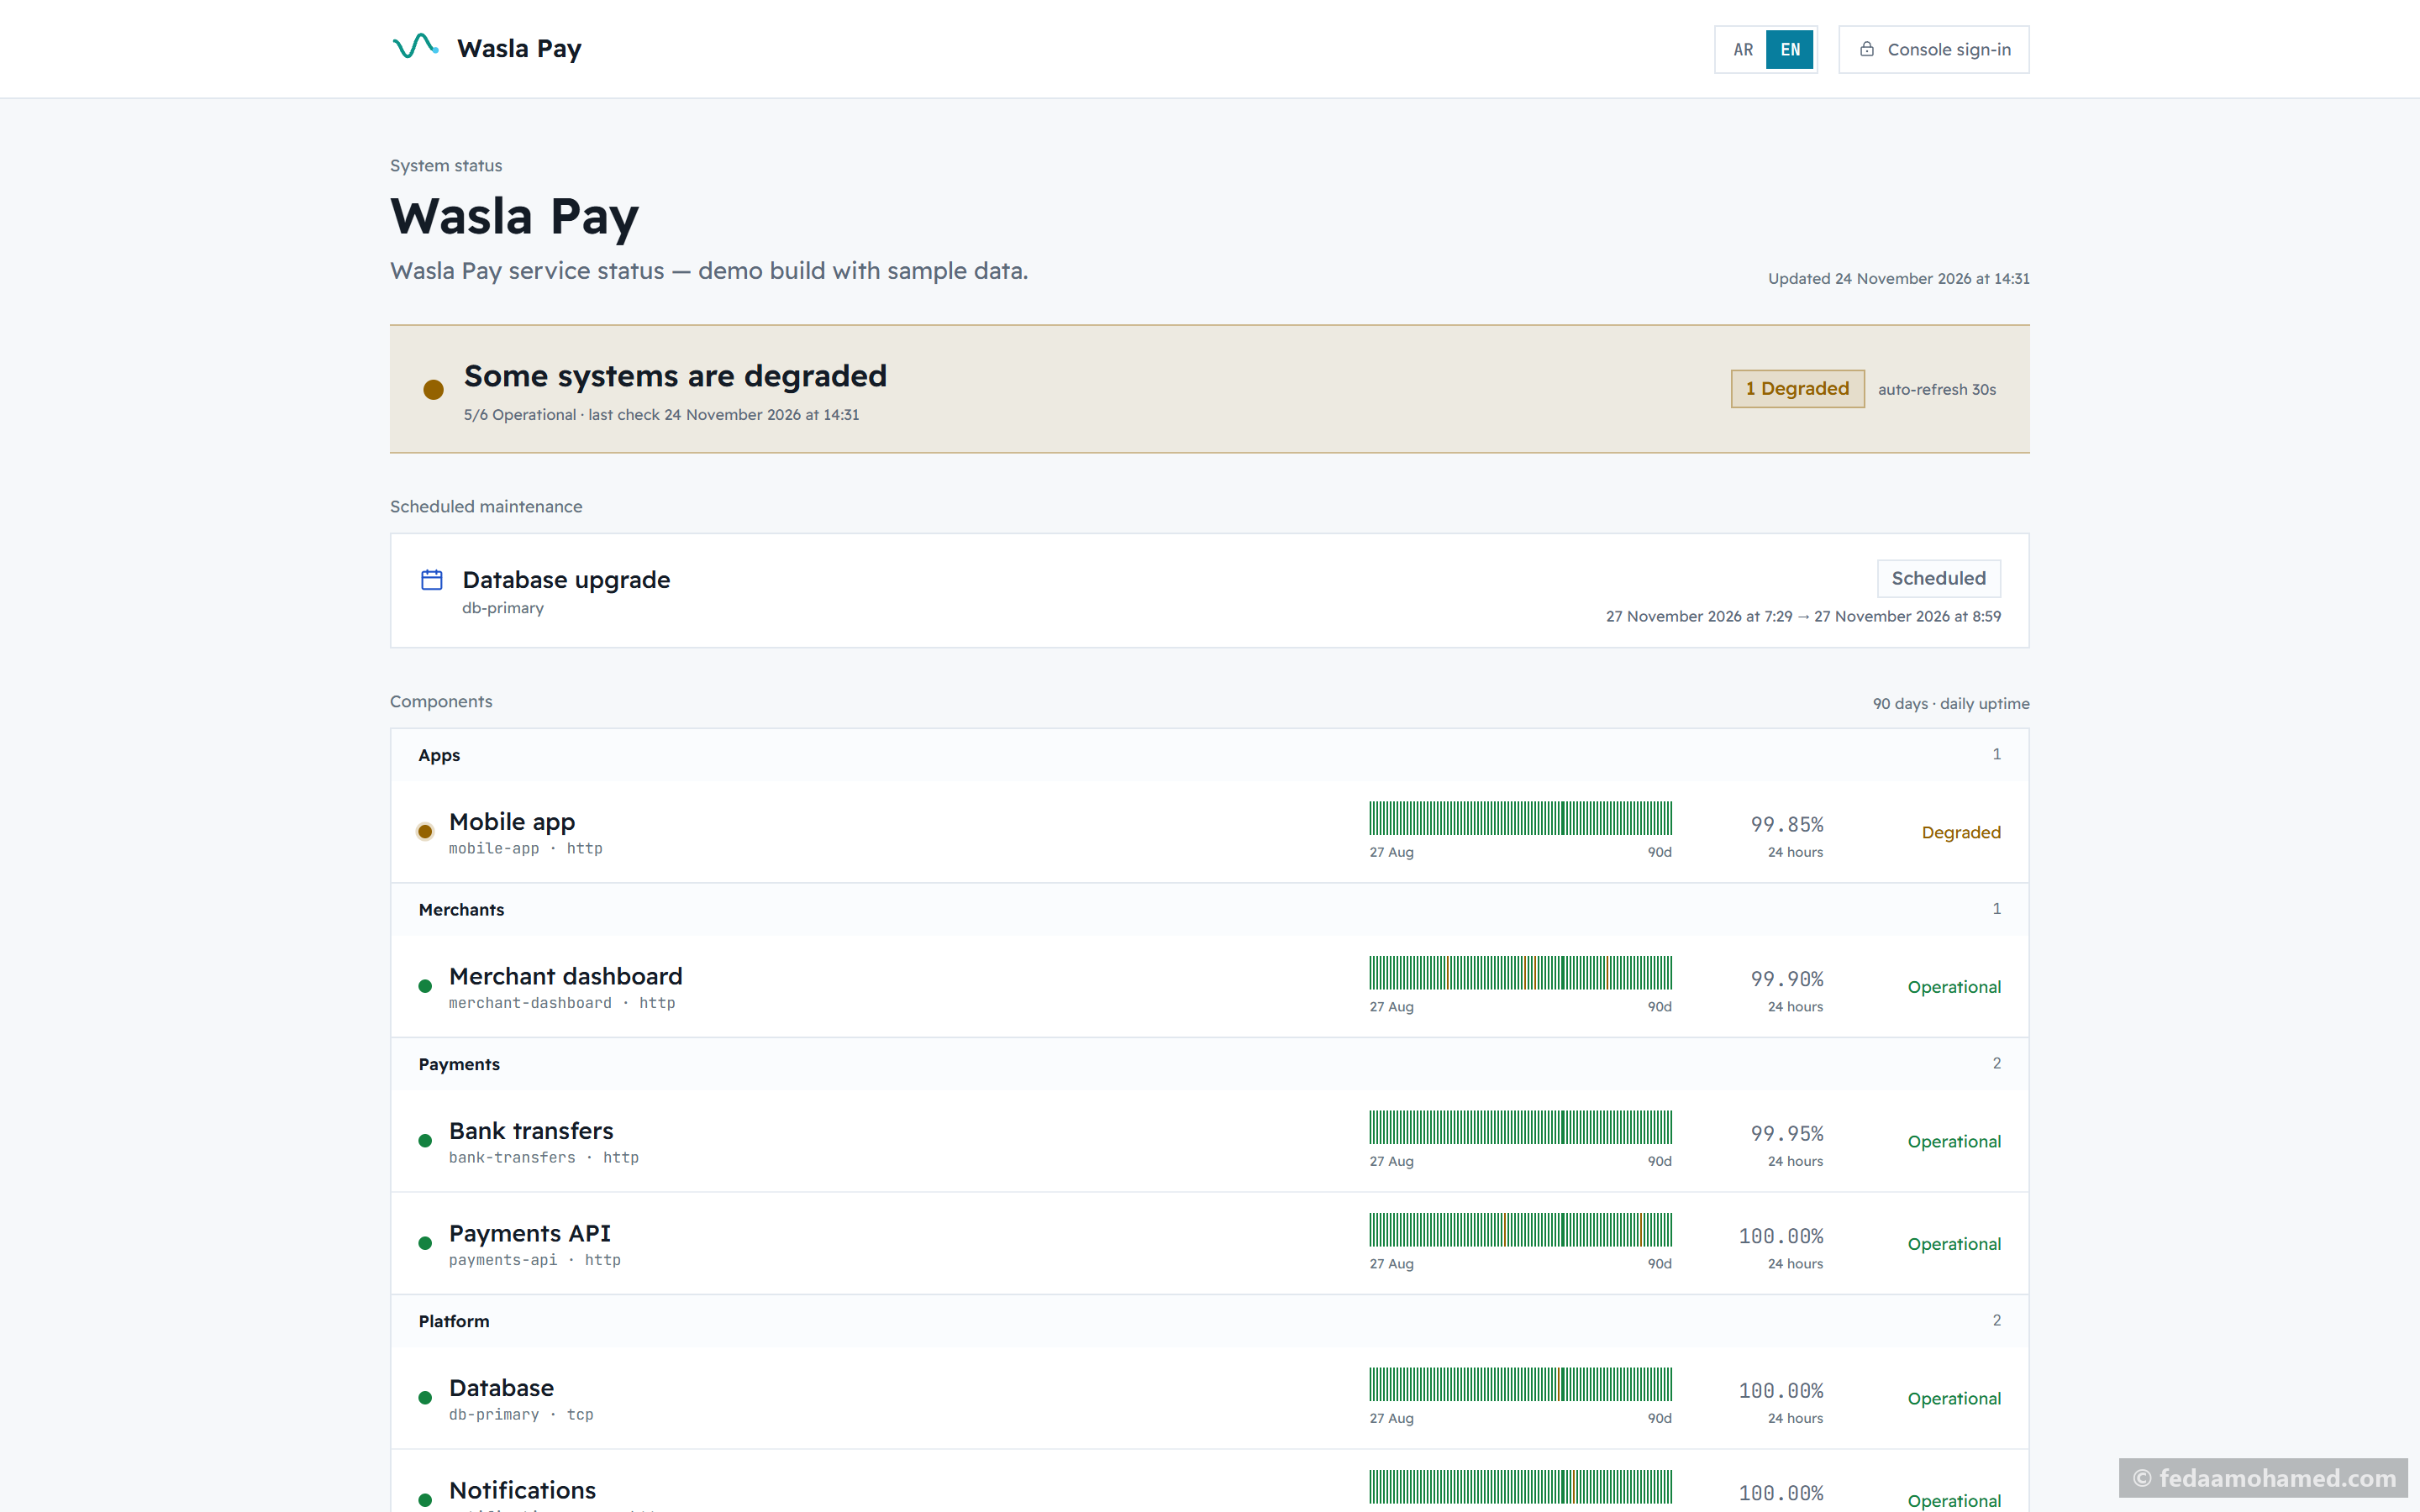 Wasla Pay
AR EN
Console sign-in
System status
Wasla Pay
Wasla Pay service status — demo build with sample data.
Updated 24 November 2026 at 14:31
Some systems are degraded
5/6 Operational · last check 24 November 2026 at 14:31
1 Degraded
auto-refresh 30s
Scheduled maintenance
Database upgrade
db-primary
Scheduled
27 November 2026 at 7:29 → 27 November 2026 at 8:59
Components
90 days · daily uptime
Apps
1
Mobile app
mobile-app · http
27 Aug
90d
99.85%
24 hours
Degraded
Merchants
1
Merchant dashboard
merchant-dashboard · http
27 Aug
90d
99.90%
24 hours
Operational
Payments
2
Bank transfers
bank-transfers · http
27 Aug
90d
99.95%
24 hours
Operational
Payments API
payments-api · http
27 Aug
90d
100.00%
24 hours
Operational
Platform
2
Database
db-primary · tcp
27 Aug
90d
100.00%
24 hours
Operational
Notifications
100.00%
Operational
© fedaamohamed.com